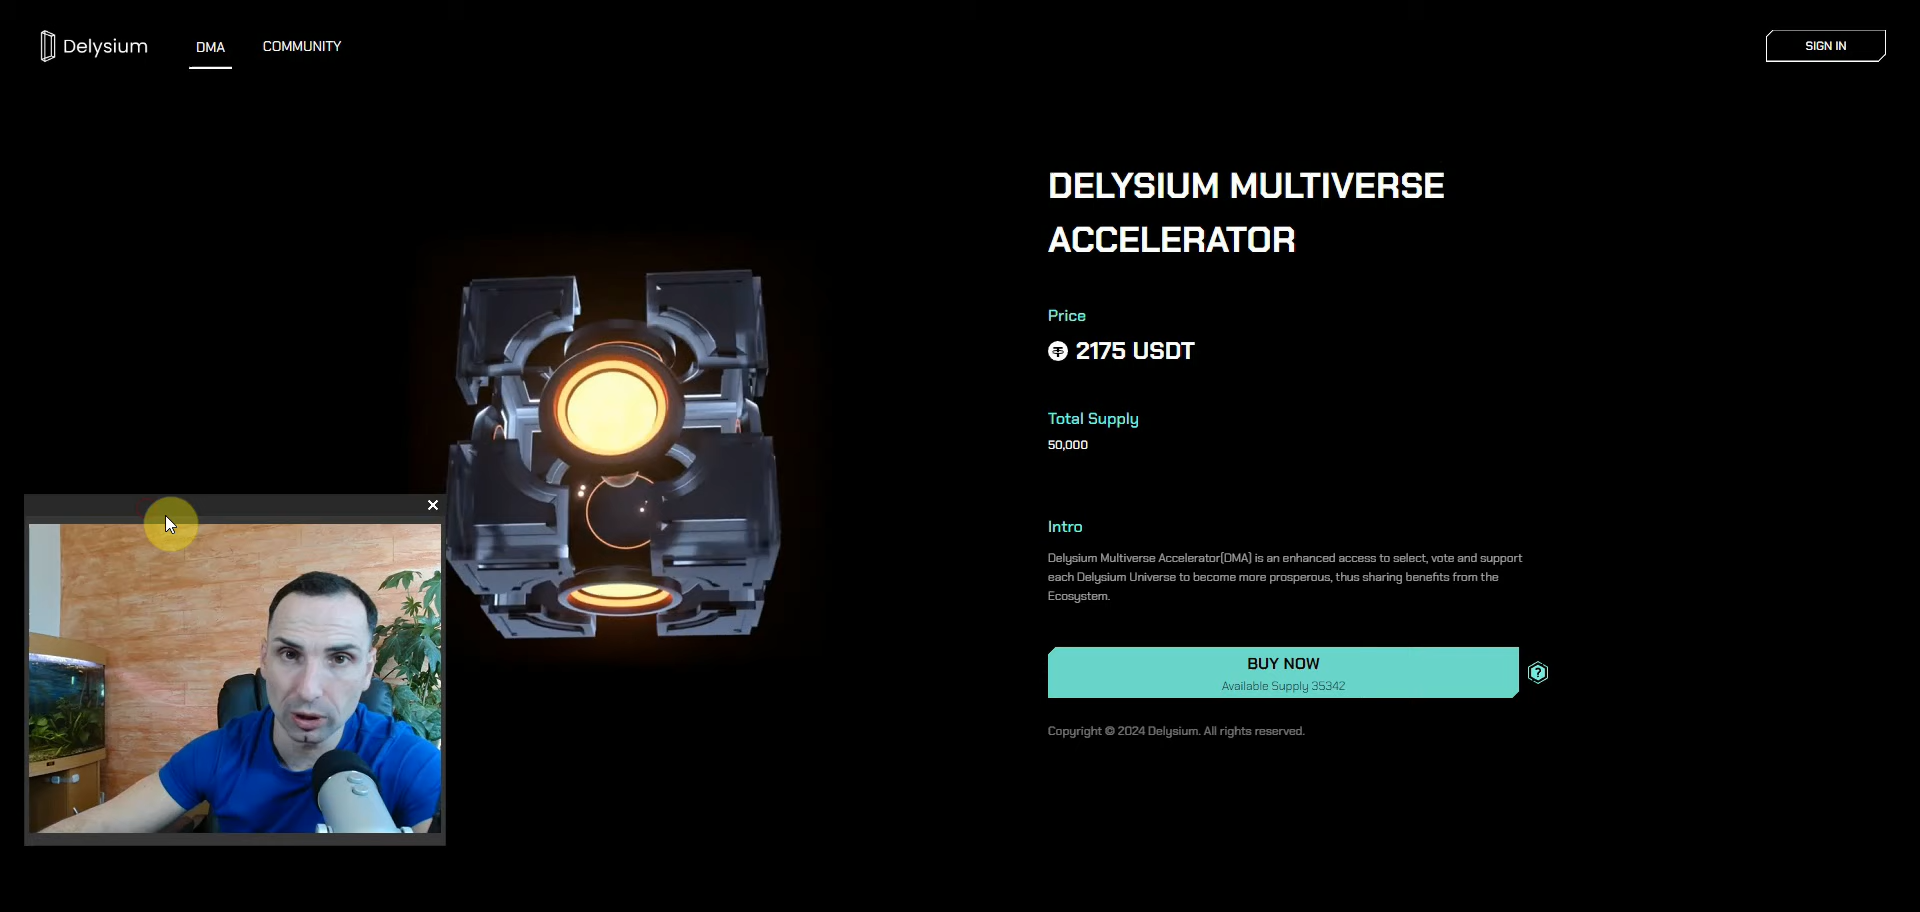 Delysium
DMA
COMMUNITY
SIGN IN
DELYSIUM MULTIVERSE
ACCELERATOR
Price
2175 USDT
Total Supply
50,000
Intro
Delysium Multiverse Accelerator(DMA) is an enhanced access to select, vote and support
each Delysium Universe to become more prosperous, thus sharing benefits from the
Ecosystem.
BUY NOW
Available Supply 35342
?
Copyright © 2024 Delysium. All rights reserved.